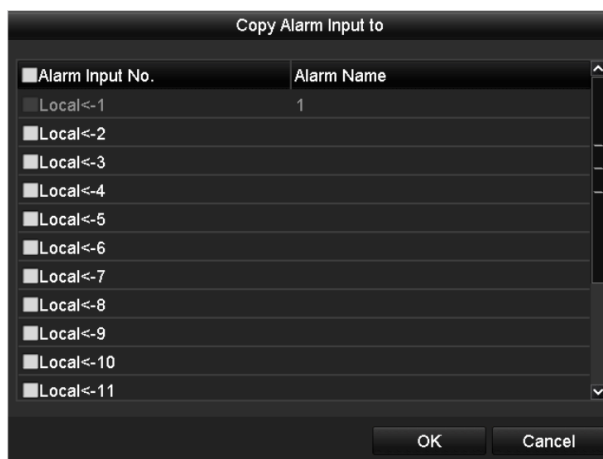 Copy Alarm Input to
Alarm Input No. Alarm Name
Local<-1 1
Local<-2
Local<-3
Local<-4
Local<-5
Local<-6
Local<-7
Local<-8
Local<-9
Local<-10
Local<-11
OK Cancel